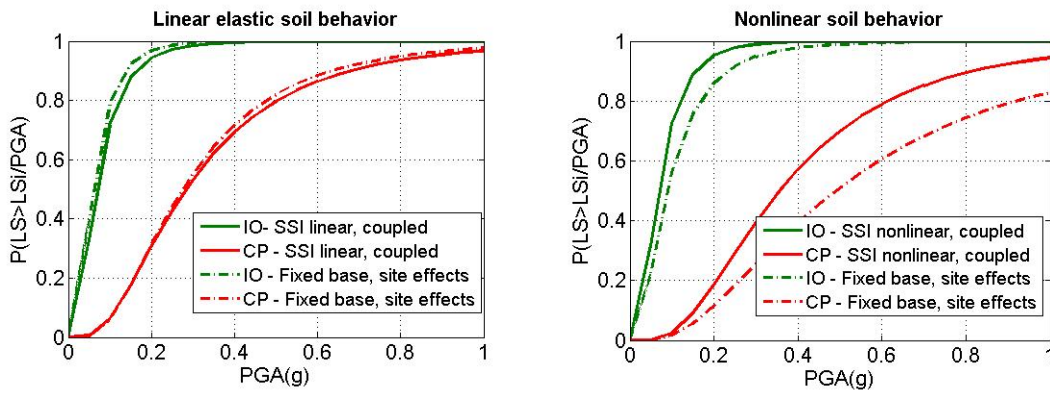 Linear elastic soil behavior
P(LS>LSi/PGA)
1
0.8
0.6
0.4
0.2
0
0 0.2 0.4 0.6 0.8 1
PGA(g)
IO- SSI linear, coupled
CP - SSI linear, coupled
IO - Fixed base, site effects
CP - Fixed base, site effects
Nonlinear soil behavior
P(LS>LSi/PGA)
1
0.8
0.6
0.4
0.2
0
0 0.2 0.4 0.6 0.8 1
PGA(g)
IO - SSI nonlinear, coupled
CP - SSI nonlinear, coupled
IO - Fixed base, site effects
CP - Fixed base, site effects